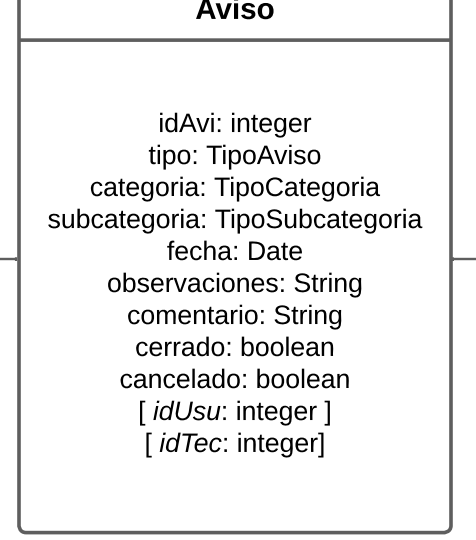 Aviso
idAvi: integer
tipo: TipoAviso
categoria: TipoCategoria
subcategoria: TipoSubcategoria
fecha: Date
observaciones: String
comentario: String
cerrado: boolean
cancelado: boolean
[ idUsu: integer ]
[ idTec: integer]